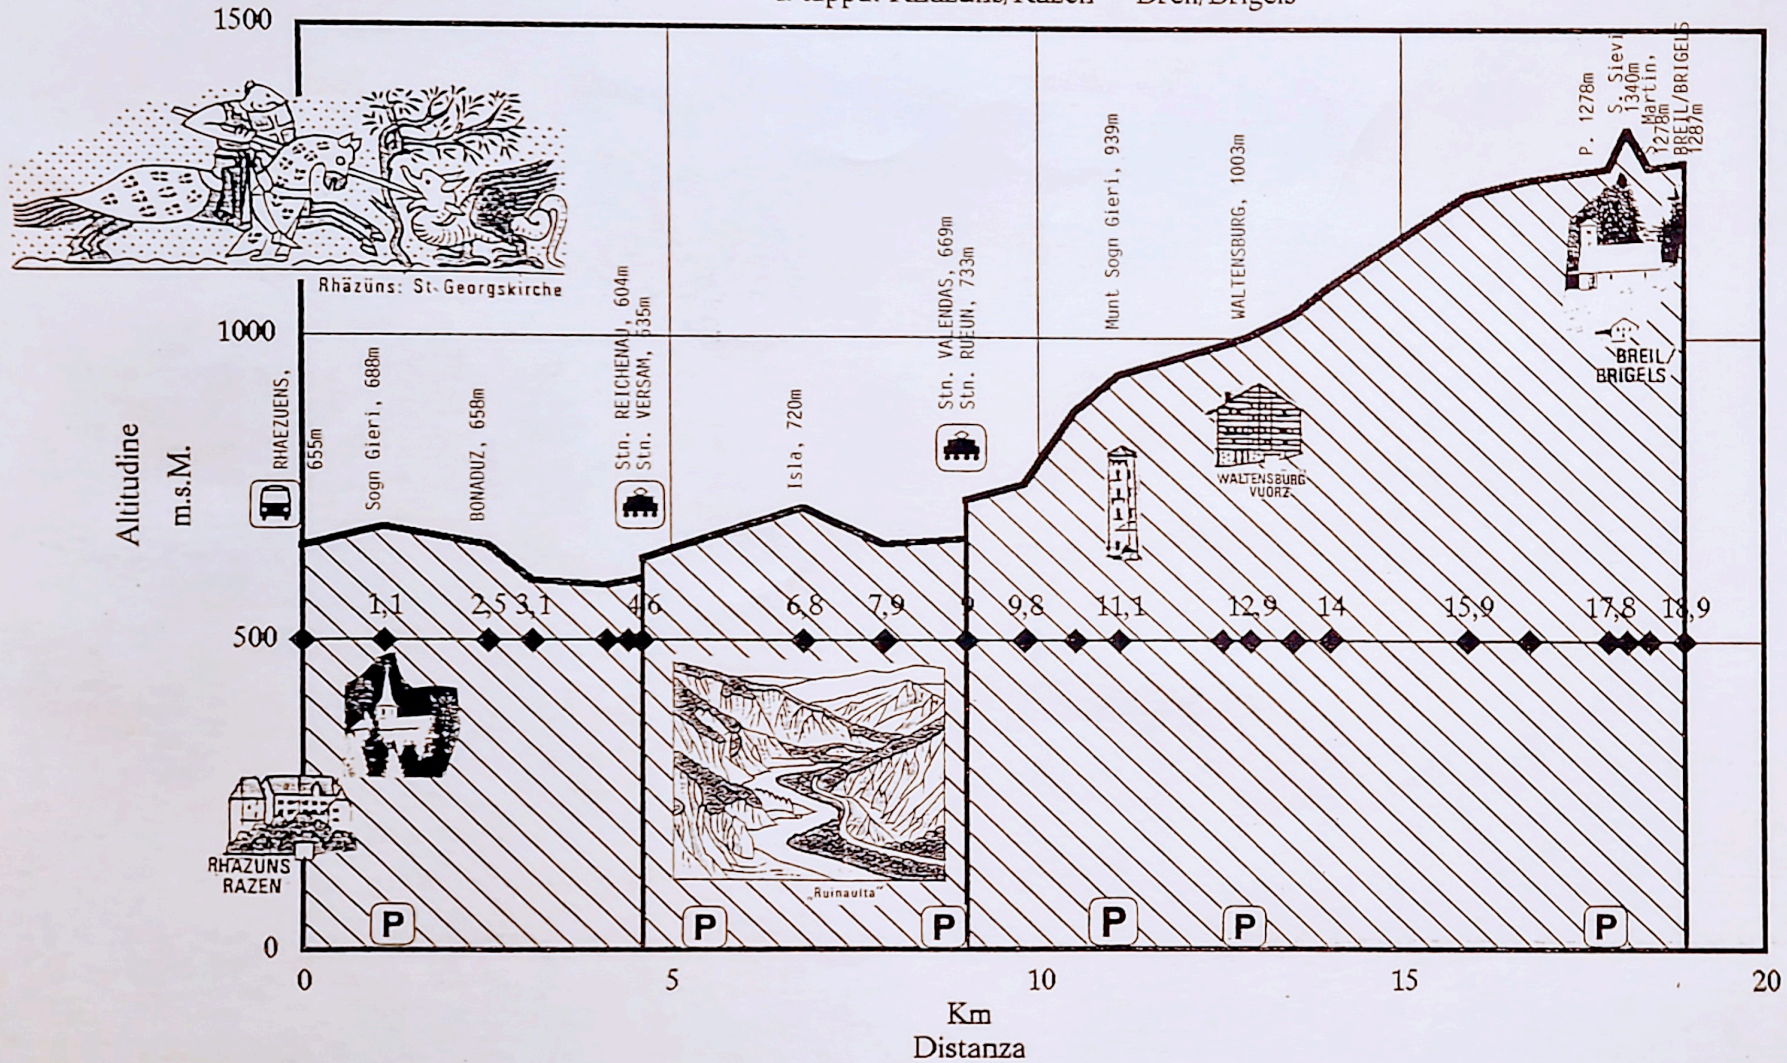 1500
Rhäzüns: St-Georgskirche
1000
500
0
Altitudine
m.s.M.
RHAEZUENS,
655m
Sogn Gieri, 688m
BONADUZ, 658m
Stn. REICHENAU, 604m
Stn. VERSAM, 635m
Isla, 720m
Stn. VALENDAS, 669m
Stn. RUEUN, 733m
Munt Sogn Gieri, 939m
WALTENSBURG, 1003m
P. 1278m
S. Sievi
1340m
S. Martin,
1278m
BREIL/BRIGELS
1287m
BREIL/
BRIGELS
WALTENSBURG
VUORZ
1,1 2,5 3,1 4,6 6,8 7,9 9 9,8 11,1 12,9 14 15,9 17,8 18,9
RHÄZÜNS
RAZEN
„Ruinaulta"
P P P P P P
0 5 10 15 20
Km
Distanza